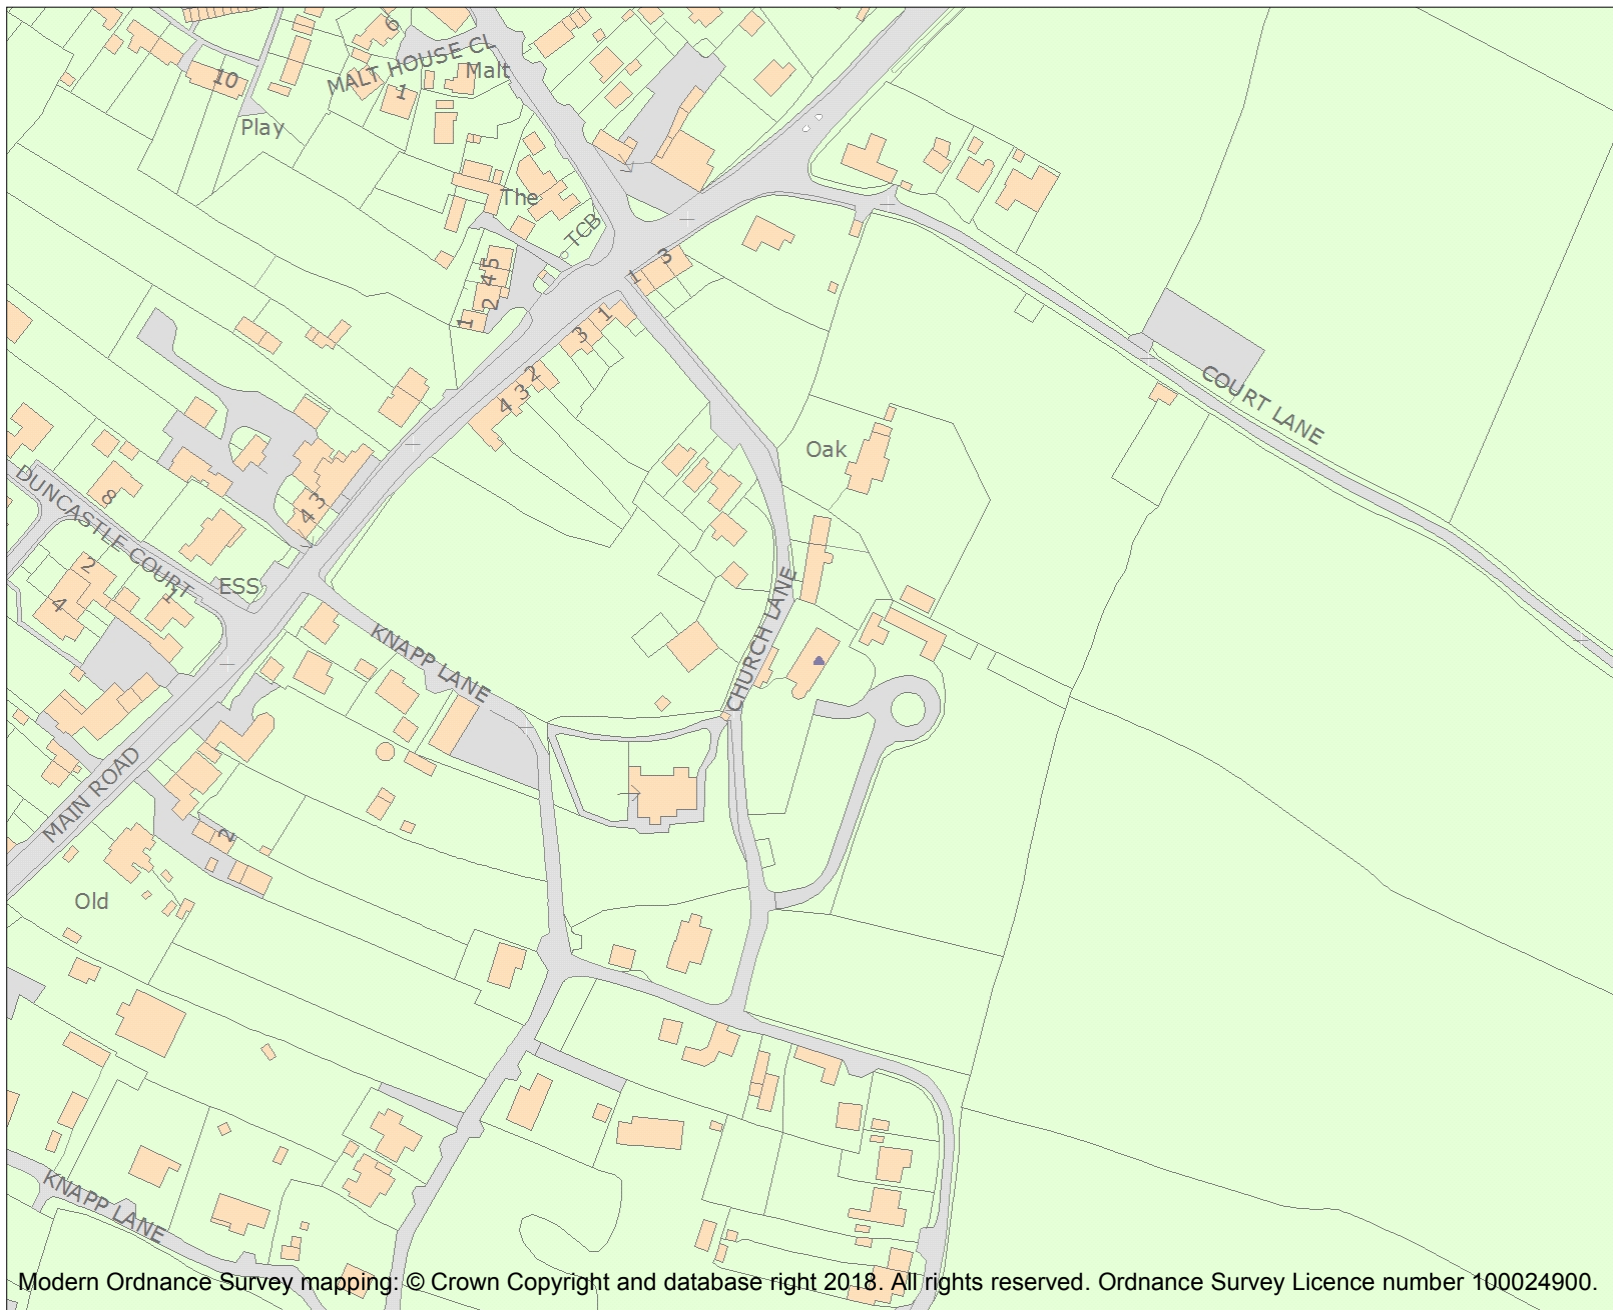 6
MALT HOUSE CL
Malt
10
1
Play
The
TCB
3
1
5
4
2
1
1
3
2
3
4
COURT LANE
Oak
DUNCASTLE COURT
8
3
4
2
4
1
ESS
KNAPP LANE
CHURCH LANE
MAIN ROAD
2
Old
KNAPP LANE
Modern Ordnance Survey mapping: © Crown Copyright and database right 2018. All rights reserved. Ordnance Survey Licence number 100024900.